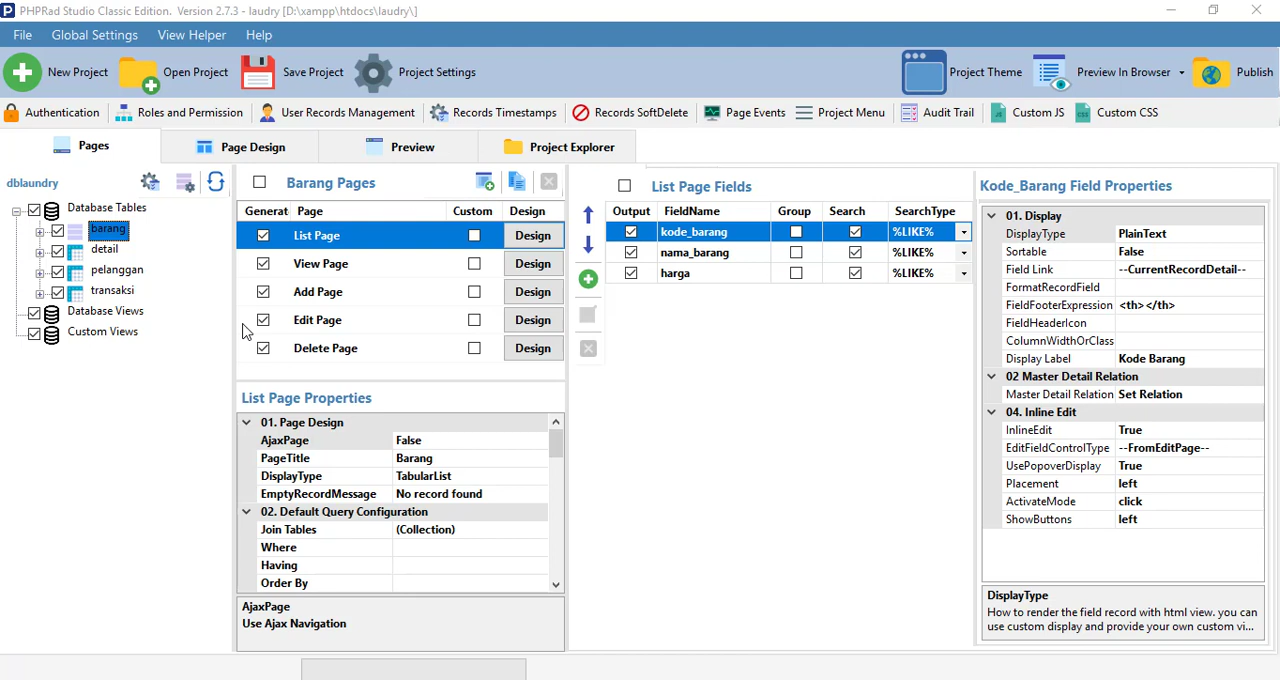 PHPRad Studio Classic Edition. Version 2.7.3 - laudry [D:\xampp\htdocs\laudry\]
File Global Settings View Helper Help
New Project Open Project Save Project Project Settings Project Theme Preview In Browser Publish
Authentication Roles and Permission User Records Management Records Timestamps Records SoftDelete Page Events Project Menu Audit Trail Custom JS Custom CSS
Pages Page Design Preview Project Explorer
dblaundry
Database Tables
barang
detail
pelanggan
transaksi
Database Views
Custom Views
Barang Pages
Generat Page Custom Design
List Page Design
View Page Design
Add Page Design
Edit Page Design
Delete Page Design
List Page Properties
01. Page Design
AjaxPage False
PageTitle Barang
DisplayType TabularList
EmptyRecordMessage No record found
02. Default Query Configuration
Join Tables (Collection)
Where
Having
Order By
AjaxPage
Use Ajax Navigation
List Page Fields
Output FieldName Group Search SearchType
kode_barang %LIKE%
nama_barang %LIKE%
harga %LIKE%
Kode_Barang Field Properties
01. Display
DisplayType PlainText
Sortable False
Field Link --CurrentRecordDetail--
FormatRecordField
FieldFooterExpression <th></th>
FieldHeaderIcon
ColumnWidthOrClass
Display Label Kode Barang
02 Master Detail Relation
Master Detail Relation Set Relation
04. Inline Edit
InlineEdit True
EditFieldControlType --FromEditPage--
UsePopoverDisplay True
Placement left
ActivateMode click
ShowButtons left
DisplayType
How to render the field record with html view. you can
use custom display and provide your own custom vi...